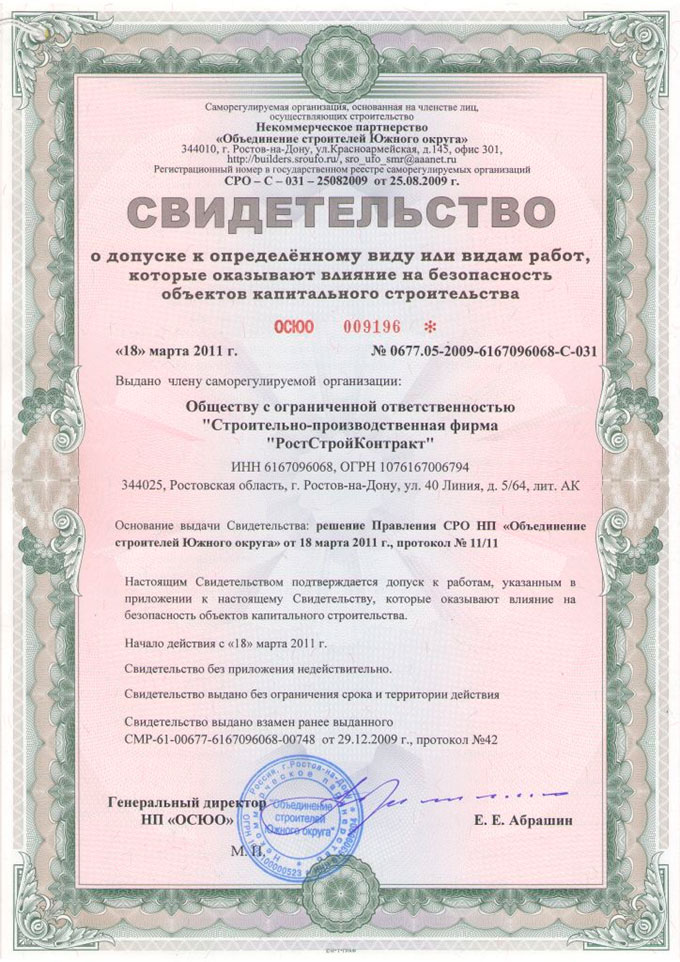 Саморегулируемая организация, основанная на членстве лиц,
осуществляющих строительство
Некоммерческое партнерство
«Объединение строителей Южного округа»
344010, г. Ростов-на-Дону, ул.Красноармейская, д.145, офис 301,
http://builders.sroufo.ru/, sro_ufo_smr@aaanet.ru
Регистрационный номер в государственном реестре саморегулируемых организаций
СРО – С – 031 – 25082009 от 25.08.2009 г.
СВИДЕТЕЛЬСТВО
о допуске к определённому виду или видам работ,
которые оказывают влияние на безопасность
объектов капитального строительства
ОСЮО 009196 *
«18» марта 2011 г. № 0677.05-2009-6167096068-С-031
Выдано члену саморегулируемой организации:
Обществу с ограниченной ответственностью
"Строительно-производственная фирма
"РостСтройКонтракт"
ИНН 6167096068, ОГРН 1076167006794
344025, Ростовская область, г. Ростов-на-Дону, ул. 40 Линия, д. 5/64, лит. АК
Основание выдачи Свидетельства: решение Правления СРО НП «Объединение
строителей Южного округа» от 18 марта 2011 г., протокол № 11/11
Настоящим Свидетельством подтверждается допуск к работам, указанным в
приложении к настоящему Свидетельству, которые оказывают влияние на
безопасность объектов капитального строительства.
Начало действия с «18» марта 2011 г.
Свидетельство без приложения недействительно.
Свидетельство выдано без ограничения срока и территории действия
Свидетельство выдано взамен ранее выданного
СМР-61-00677-6167096068-00748 от 29.12.2009 г., протокол №42
Генеральный директор
НП «ОСЮО» Е. Е. Абрашин
М. П.
Россия, г.Ростов-на-Дону
Некоммерческое партнерство
"Объединение
строителей
Южного округа"